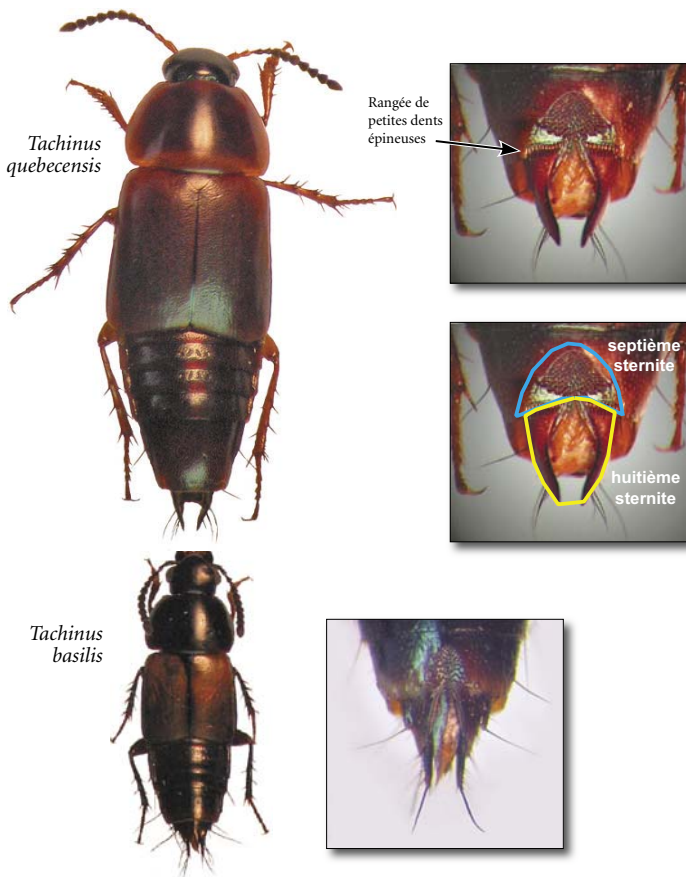 Tachinus
quebecensis
Rangée de
petites dents
épineuses
septième
sternite
huitième
sternite
Tachinus
basilis